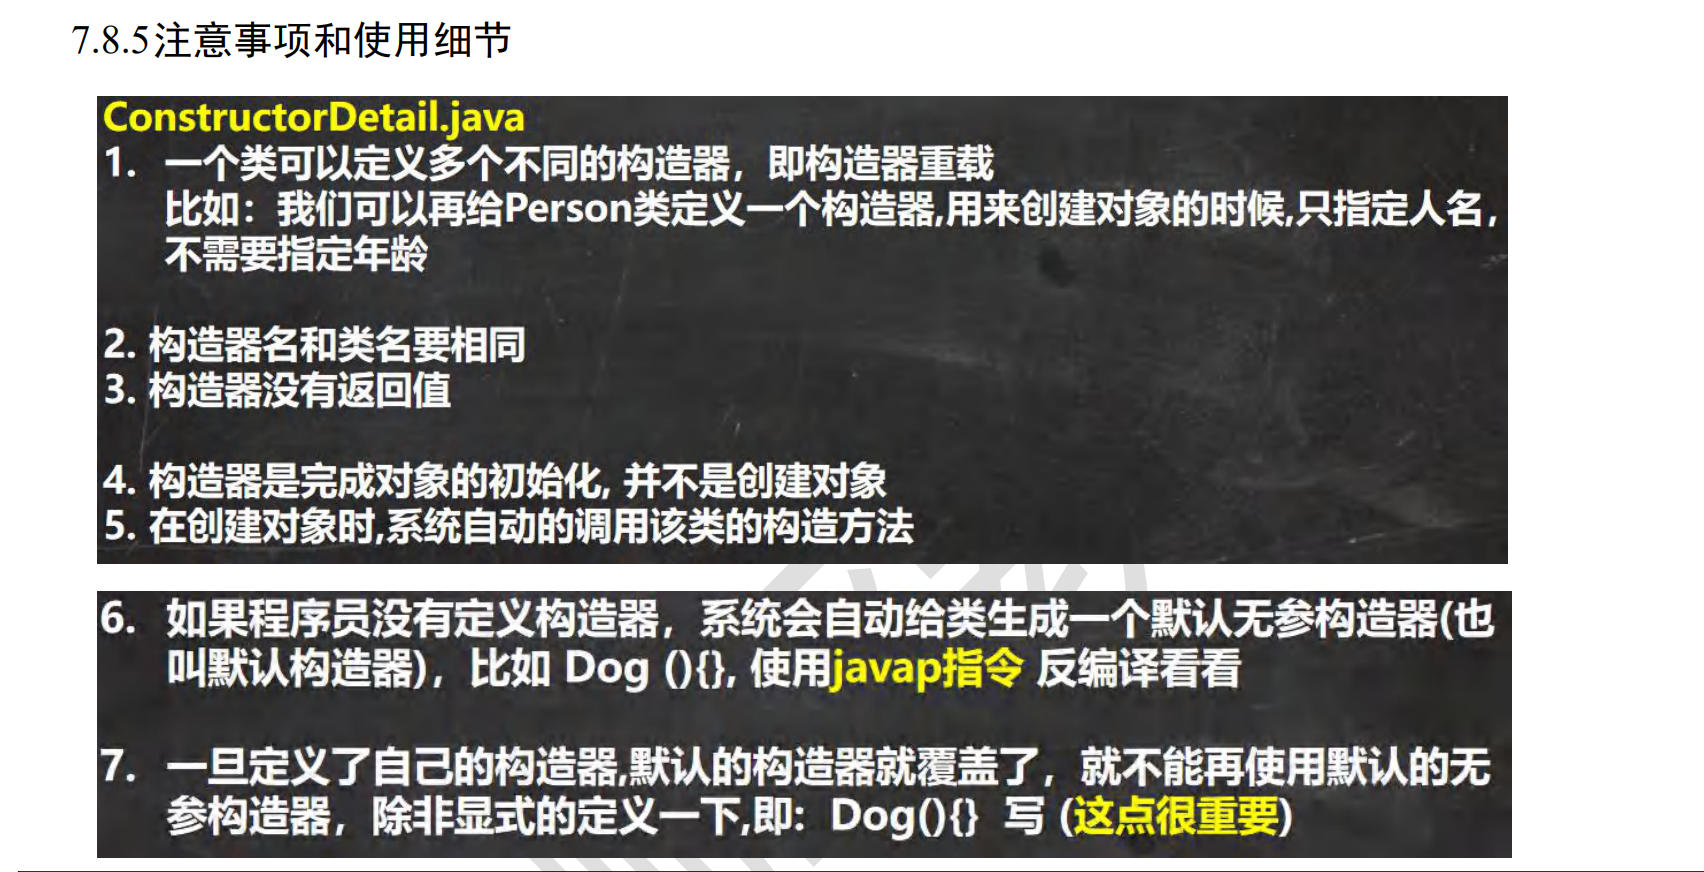 7.8.5注意事项和使用细节
ConstructorDetail.java
1. 一个类可以定义多个不同的构造器，即构造器重载
比如：我们可以再给Person类定义一个构造器,用来创建对象的时候,只指定人名，
不需要指定年龄
2. 构造器名和类名要相同
3. 构造器没有返回值
4. 构造器是完成对象的初始化, 并不是创建对象
5. 在创建对象时,系统自动的调用该类的构造方法
6. 如果程序员没有定义构造器，系统会自动给类生成一个默认无参构造器(也
叫默认构造器)，比如 Dog (){}, 使用javap指令 反编译看看
7. 一旦定义了自己的构造器,默认的构造器就覆盖了，就不能再使用默认的无
参构造器，除非显式的定义一下,即: Dog(){} 写 (这点很重要)